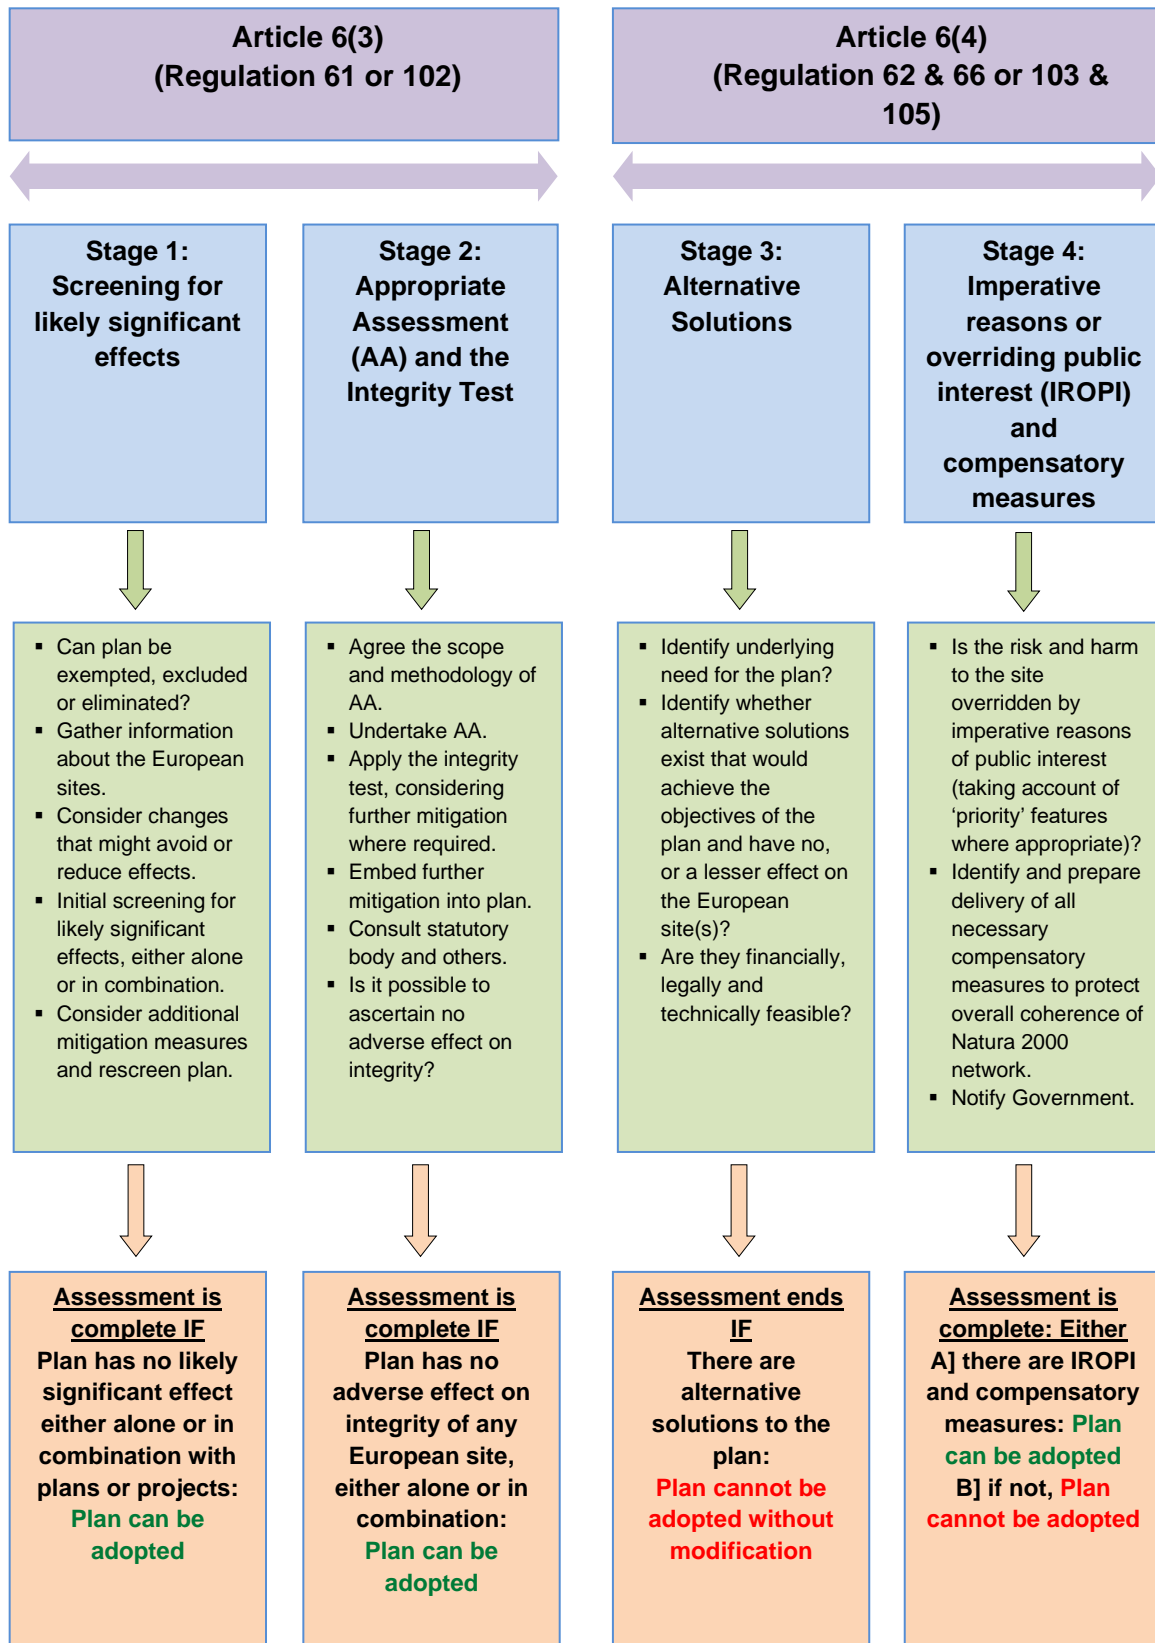 Article 6(3)
(Regulation 61 or 102)
Article 6(4)
(Regulation 62 & 66 or 103 &
105)
Stage 1:
Screening for
likely significant
effects
Stage 2:
Appropriate
Assessment
(AA) and the
Integrity Test
Stage 3:
Alternative
Solutions
Stage 4:
Imperative
reasons or
overriding public
interest (IROPI)
and
compensatory
measures
▪ Can plan be
exempted, excluded
or eliminated?
▪ Gather information
about the European
sites.
▪ Consider changes
that might avoid or
reduce effects.
▪ Initial screening for
likely significant
effects, either alone
or in combination.
▪ Consider additional
mitigation measures
and rescreen plan.
▪ Agree the scope
and methodology of
AA.
▪ Undertake AA.
▪ Apply the integrity
test, considering
further mitigation
where required.
▪ Embed further
mitigation into plan.
▪ Consult statutory
body and others.
▪ Is it possible to
ascertain no
adverse effect on
integrity?
▪ Identify underlying
need for the plan?
▪ Identify whether
alternative solutions
exist that would
achieve the
objectives of the
plan and have no,
or a lesser effect on
the European
site(s)?
▪ Are they financially,
legally and
technically feasible?
▪ Is the risk and harm
to the site
overridden by
imperative reasons
of public interest
(taking account of
‘priority’ features
where appropriate)?
▪ Identify and prepare
delivery of all
necessary
compensatory
measures to protect
overall coherence of
Natura 2000
network.
▪ Notify Government.
Assessment is
complete IF
Plan has no likely
significant effect
either alone or in
combination with
plans or projects:
Plan can be
adopted
Assessment is
complete IF
Plan has no
adverse effect on
integrity of any
European site,
either alone or in
combination:
Plan can be
adopted
Assessment ends
IF
There are
alternative
solutions to the
plan:
Plan cannot be
adopted without
modification
Assessment is
complete: Either
A] there are IROPI
and compensatory
measures: Plan
can be adopted
B] if not, Plan
cannot be adopted